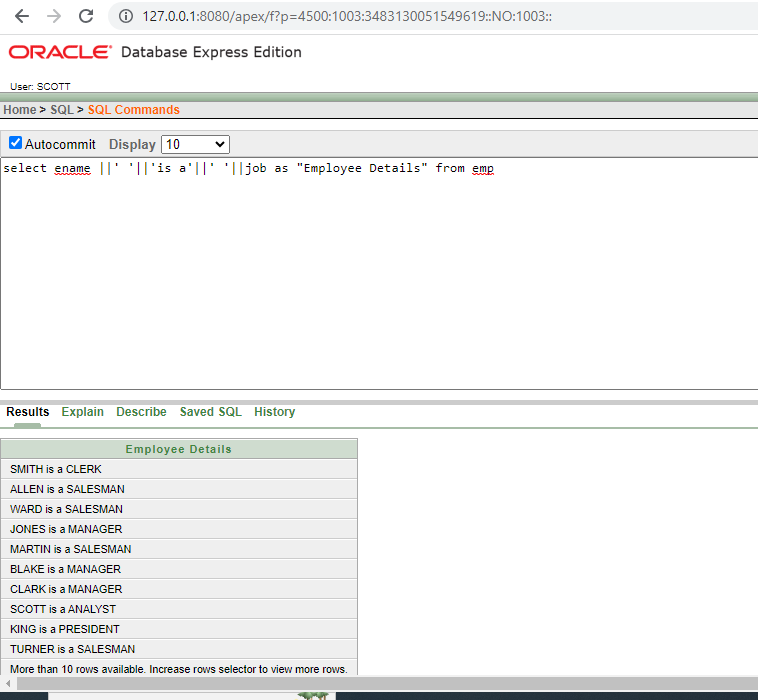 127.0.0.1:8080/apex/f?p=4500:1003:3483130051549619::NO:1003::
ORACLE Database Express Edition
User: SCOTT
Home > SQL > SQL Commands
Autocommit Display 10
select ename ||' '||'is a'||' '||job as "Employee Details" from emp
Results Explain Describe Saved SQL History
Employee Details
SMITH is a CLERK
ALLEN is a SALESMAN
WARD is a SALESMAN
JONES is a MANAGER
MARTIN is a SALESMAN
BLAKE is a MANAGER
CLARK is a MANAGER
SCOTT is a ANALYST
KING is a PRESIDENT
TURNER is a SALESMAN
More than 10 rows available. Increase rows selector to view more rows.